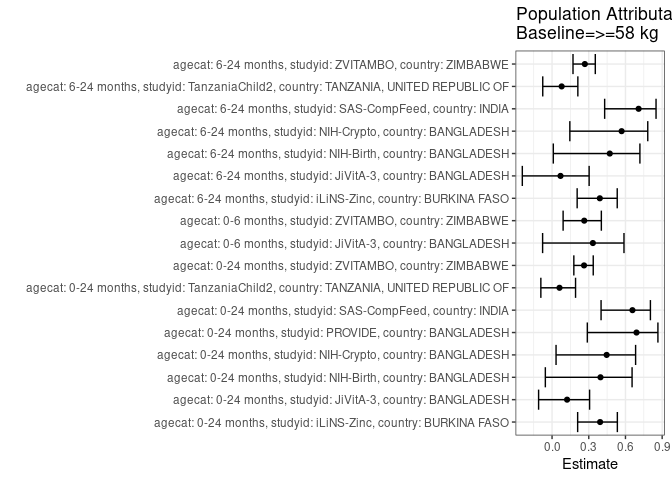 Population Attributa
Baseline=>=58 kg
agecat: 6-24 months, studyid: ZVITAMBO, country: ZIMBABWE
agecat: 6-24 months, studyid: TanzaniaChild2, country: TANZANIA, UNITED REPUBLIC OF
agecat: 6-24 months, studyid: SAS-CompFeed, country: INDIA
agecat: 6-24 months, studyid: NIH-Crypto, country: BANGLADESH
agecat: 6-24 months, studyid: NIH-Birth, country: BANGLADESH
agecat: 6-24 months, studyid: JiVitA-3, country: BANGLADESH
agecat: 6-24 months, studyid: iLiNS-Zinc, country: BURKINA FASO
agecat: 0-6 months, studyid: ZVITAMBO, country: ZIMBABWE
agecat: 0-6 months, studyid: JiVitA-3, country: BANGLADESH
agecat: 0-24 months, studyid: ZVITAMBO, country: ZIMBABWE
agecat: 0-24 months, studyid: TanzaniaChild2, country: TANZANIA, UNITED REPUBLIC OF
agecat: 0-24 months, studyid: SAS-CompFeed, country: INDIA
agecat: 0-24 months, studyid: PROVIDE, country: BANGLADESH
agecat: 0-24 months, studyid: NIH-Crypto, country: BANGLADESH
agecat: 0-24 months, studyid: NIH-Birth, country: BANGLADESH
agecat: 0-24 months, studyid: JiVitA-3, country: BANGLADESH
agecat: 0-24 months, studyid: iLiNS-Zinc, country: BURKINA FASO
0.0 0.3 0.6 0.9
Estimate